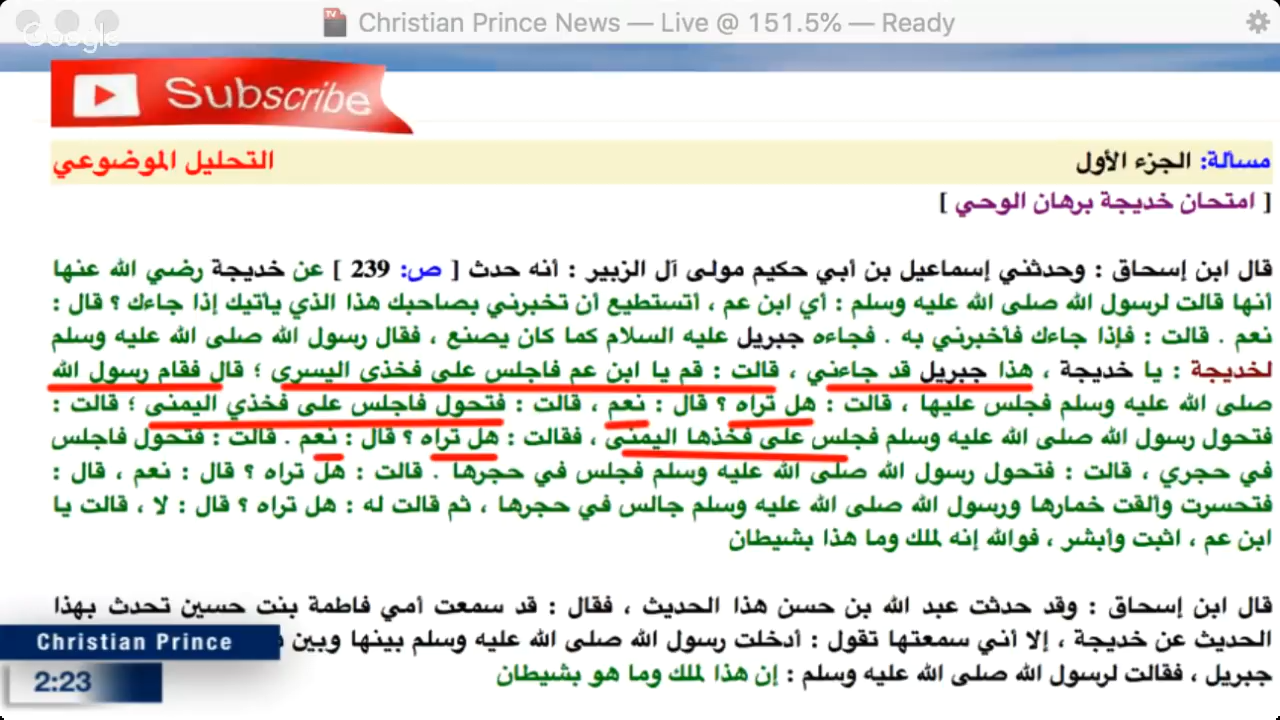 Christian Prince News — Live @ 151.5% — Ready
Google
Subscribe
مسألة: الجزء الأول
التحليل الموضوعي
[ امتحان خديجة برهان الوحي ]
قال ابن إسحاق : وحدثني إسماعيل بن أبي حكيم مولى آل الزبير : أنه حدث [ ص: 239 ] عن خديجة رضي الله عنها
أنها قالت لرسول الله صلى الله عليه وسلم : أي ابن عم ، أتستطيع أن تخبرني بصاحبك هذا الذي يأتيك إذا جاءك ؟ قال :
نعم . قالت : فإذا جاءك فأخبرني به . فجاءه جبريل عليه السلام كما كان يصنع ، فقال رسول الله صلى الله عليه وسلم
لخديجة : يا خديجة ، هذا جبريل قد جاءني ، قالت : قم يا ابن عم فاجلس على فخذي اليسرى ؛ قال فقام رسول الله
صلى الله عليه وسلم فجلس عليها ، قالت : هل تراه ؟ قال : نعم ، قالت : فتحول فاجلس على فخذي اليمنى ؛ قالت :
فتحول رسول الله صلى الله عليه وسلم فجلس على فخذها اليمنى ، فقالت : هل تراه ؟ قال : نعم . قالت : فتحول فاجلس
في حجري ، قالت : فتحول رسول الله صلى الله عليه وسلم فجلس في حجرها . قالت : هل تراه ؟ قال : نعم ، قال :
فتحسرت وألقت خمارها ورسول الله صلى الله عليه وسلم جالس في حجرها ، ثم قالت له : هل تراه ؟ قال : لا ، قالت يا
ابن عم ، اثبت وأبشر ، فوالله إنه لملك وما هذا بشيطان
قال ابن إسحاق : وقد حدثت عبد الله بن حسن هذا الحديث ، فقال : قد سمعت أمي فاطمة بنت حسين تحدث بهذا
الحديث عن خديجة ، إلا أني سمعتها تقول : أدخلت رسول الله صلى الله عليه وسلم بينها وبين
جبريل ، فقالت لرسول الله صلى الله عليه وسلم : إن هذا لملك وما هو بشيطان
Christian Prince
2:23